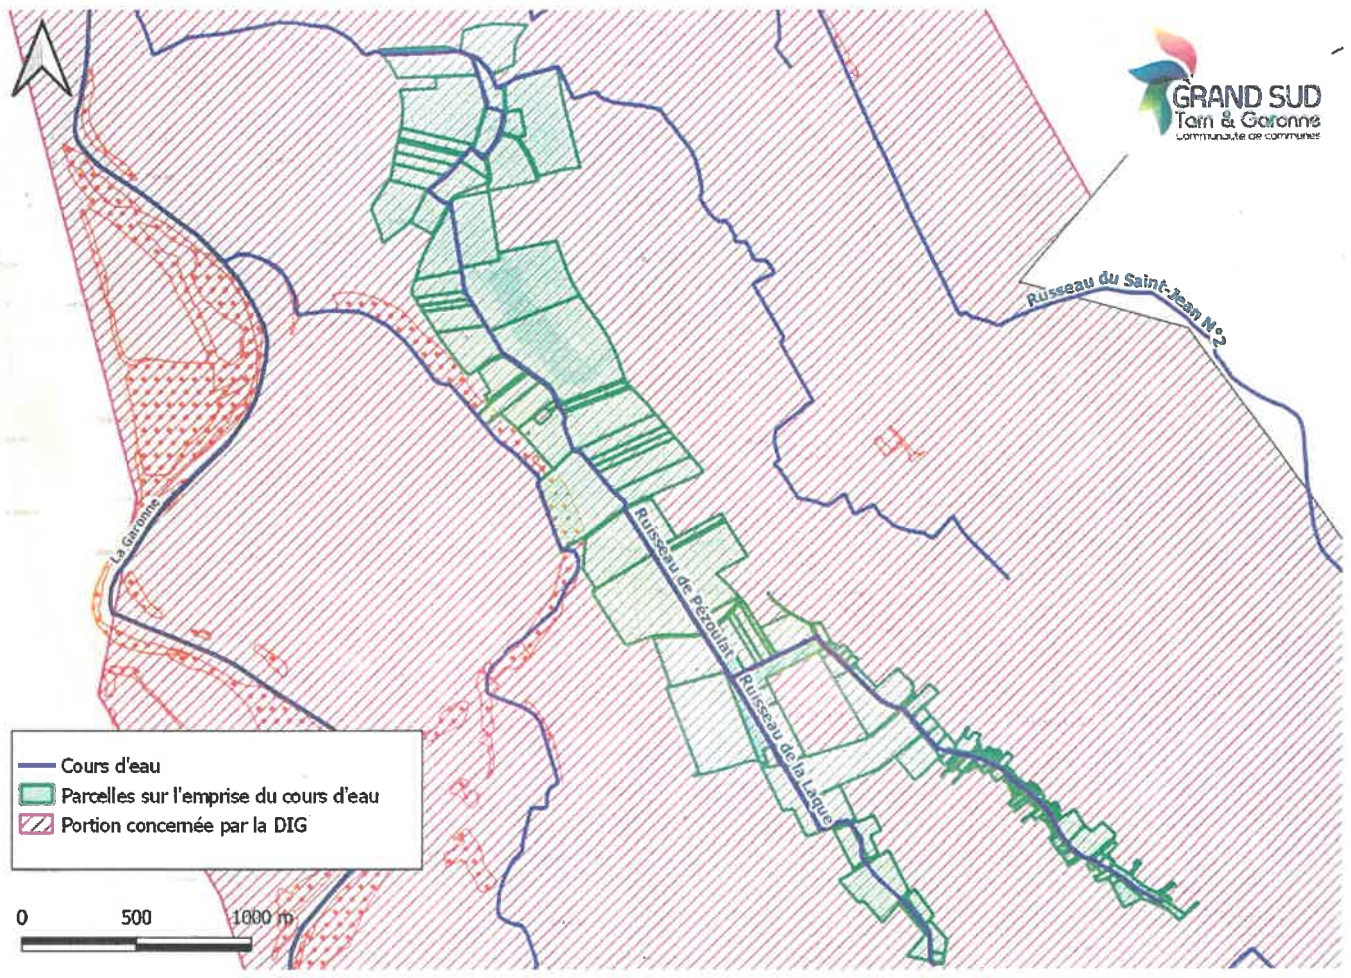 GRAND SUD
Tarn & Garonne
Communauté de communes
Russeau du Saint-Jean N°2
La Garonne
Ruisseau de Pézoulat
Ruisseau de la Laque
Cours d'eau
Parcelles sur l'emprise du cours d'eau
Portion concernée par la DIG
0 500 1000 m